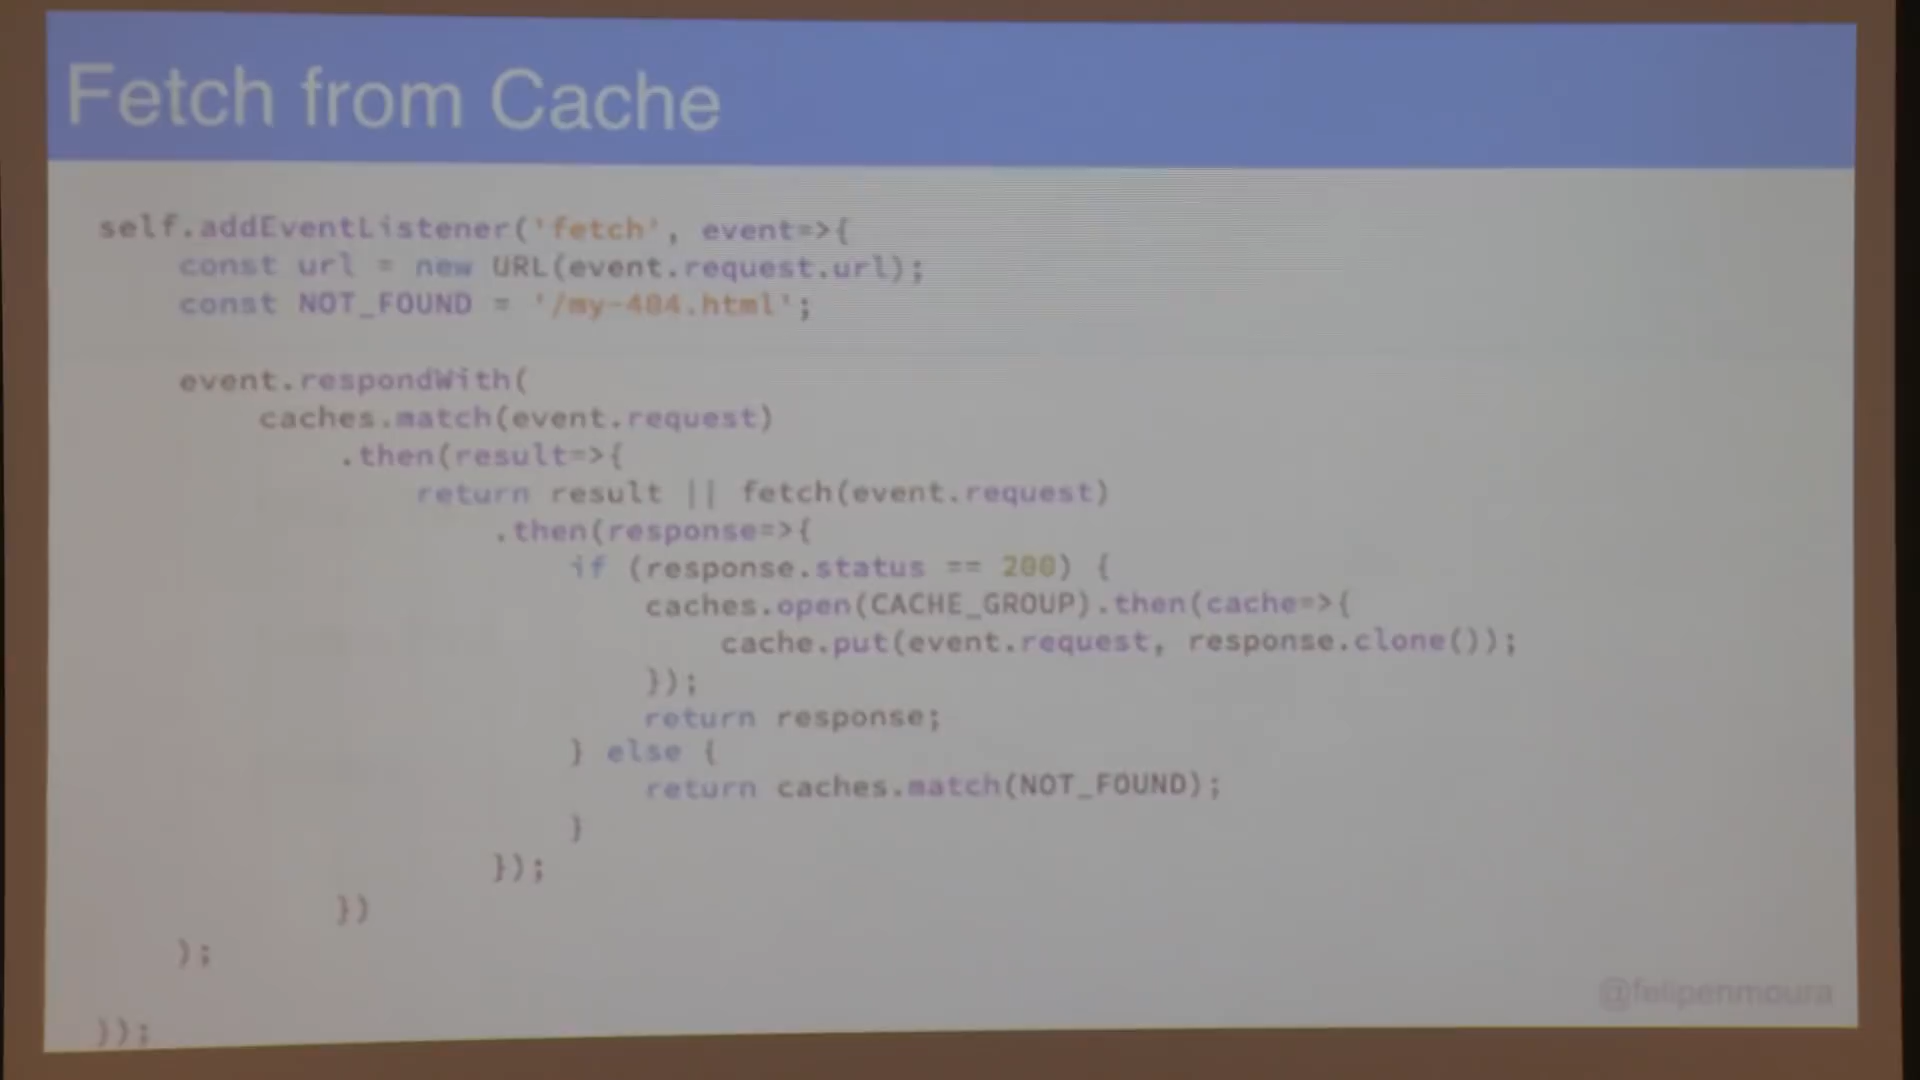 Fetch from Cache
self.addEventListener('fetch', event=>{
const url = new URL(event.request.url);
const NOT_FOUND = '/my-404.html';
event.respondWith(
caches.match(event.request)
.then(result=>{
return result || fetch(event.request)
.then(response=>{
if (response.status == 200) {
caches.open(CACHE_GROUP).then(cache=>{
cache.put(event.request, response.clone());
});
return response;
} else {
return caches.match(NOT_FOUND);
}
});
})
);
});
@felipenmoura